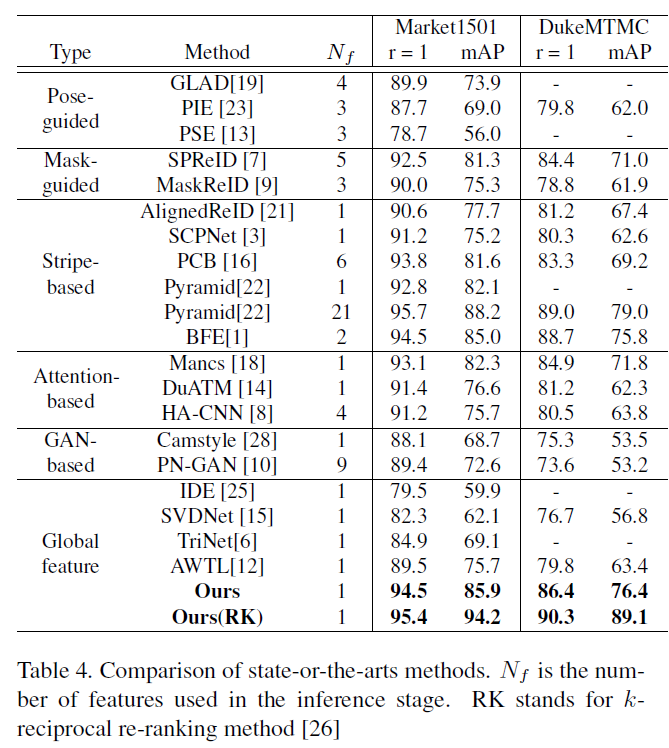 Market1501 DukeMTMC
Type Method Nf r = 1 mAP r = 1 mAP
Pose-guided GLAD[19] 4 89.9 73.9 - -
PIE [23] 3 87.7 69.0 79.8 62.0
PSE [13] 3 78.7 56.0 - -
Mask-guided SPReID [7] 5 92.5 81.3 84.4 71.0
MaskReID [9] 3 90.0 75.3 78.8 61.9
Stripe-based AlignedReID [21] 1 90.6 77.7 81.2 67.4
SCPNet [3] 1 91.2 75.2 80.3 62.6
PCB [16] 6 93.8 81.6 83.3 69.2
Pyramid[22] 1 92.8 82.1 - -
Pyramid[22] 21 95.7 88.2 89.0 79.0
BFE[1] 2 94.5 85.0 88.7 75.8
Attention-based Mancs [18] 1 93.1 82.3 84.9 71.8
DuATM [14] 1 91.4 76.6 81.2 62.3
HA-CNN [8] 4 91.2 75.7 80.5 63.8
GAN-based Camstyle [28] 1 88.1 68.7 75.3 53.5
PN-GAN [10] 9 89.4 72.6 73.6 53.2
Global feature IDE [25] 1 79.5 59.9 - -
SVDNet [15] 1 82.3 62.1 76.7 56.8
TriNet[6] 1 84.9 69.1 - -
AWTL[12] 1 89.5 75.7 79.8 63.4
Ours 1 94.5 85.9 86.4 76.4
Ours(RK) 1 95.4 94.2 90.3 89.1
Table 4. Comparison of state-or-the-arts methods. Nf is the num-
ber of features used in the inference stage. RK stands for k-
reciprocal re-ranking method [26]